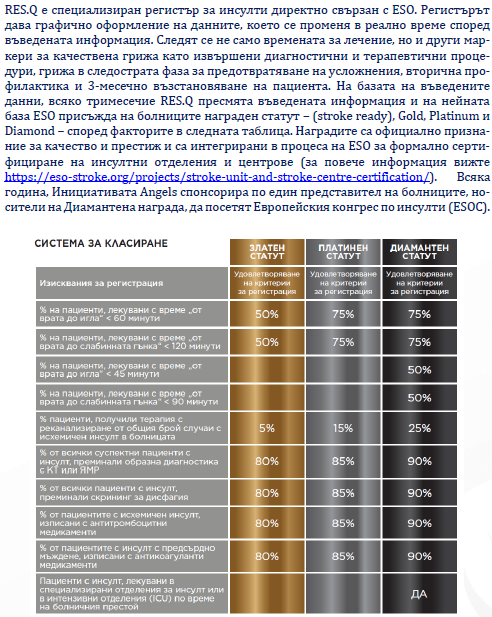 RES.Q е специализиран регистър за инсулти директно свързан с ESO. Регистърът
дава графично оформление на данните, което се променя в реално време според
въведената информация. Следят се не само времената за лечение, но и други мар-
кери за качествена грижа като извършени диагностични и терапевтични проце-
дури, грижа в следострата фаза за предотвратяване на усложнения, вторична про-
филактика и 3-месечно възстановяване на пациента. На базата на въведените
данни, всяко тримесечие RES.Q пресмята въведената информация и на нейната
база ESO присъжда на болниците награден статут – (stroke ready), Gold, Platinum и
Diamond – според факторите в следната таблица. Наградите са официално призна-
ние за качество и престиж и са интегрирани в процеса на ESO за формално серти-
фициране на инсултни отделения и центрове (за повече информация вижте
https://eso-stroke.org/projects/stroke-unit-and-stroke-centre-certification/). Всяка
година, Инициативата Angels спонсорира по един представител на болниците, но-
сители на Диамантена награда, да посетят Европейския конгрес по инсулти (ESOC).
СИСТЕМА ЗА КЛАСИРАНЕ
ЗЛАТЕН
СТАТУТ
ПЛАТИНЕН
СТАТУТ
ДИАМАНТЕН
СТАТУТ
Изисквания за регистрация
Удовлетворяване
на критерии
за регистрация
Удовлетворяване
на критерии
за регистрация
Удовлетворяване
на критерии
за регистрация
% на пациенти, лекувани с време „от
врата до игла" < 60 минути
50% 75% 75%
% на пациенти, лекувани с време „от
врата до слабинната гънка" < 120 минути
50% 75% 75%
% на пациенти, лекувани с време „от
врата до игла" < 45 минути
50%
% на пациенти, лекувани с време „от
врата до слабинната гънка" < 90 минути
50%
% пациенти, получили терапия с
реканализиране от общия брой случаи с
исхемичен инсулт в болницата
5% 15% 25%
% от всички суспектни пациенти с
инсулт, преминали образна диагностика
с КТ или ЯМР
80% 85% 90%
% от всички пациенти с инсулт,
преминали скрининг за дисфагия
80% 85% 90%
% от пациентите с исхемичен инсулт,
изписани с антитромбоцитни
медикаменти
80% 85% 90%
% от пациентите с инсулт с предсърдно
мъждене, изписани с антикоагуланти
медикаменти
80% 85% 90%
Пациенти с инсулт, лекувани в
специализирани отделения за инсулт или
в интензивни отделения (ICU) по време
на болничния престой
ДА